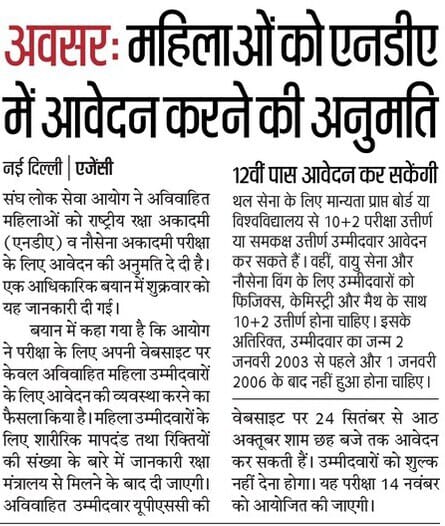 अवसरः महिलाओं को एनडीए
में आवेदन करने की अनुमति
नई दिल्ली | एजेंसी
संघ लोक सेवा आयोग ने अविवाहित
महिलाओं को राष्ट्रीय रक्षा अकादमी
(एनडीए) व नौसेना अकादमी परीक्षा
के लिए आवेदन की अनुमति दे दी है।
एक आधिकारिक बयान में शुक्रवार को
यह जानकारी दी गई।
बयान में कहा गया है कि आयोग
ने परीक्षा के लिए अपनी वेबसाइट पर
केवल अविवाहित महिला उम्मीदवारों
के लिए आवेदन की व्यवस्था करने का
फैसला किया है। महिला उम्मीदवारों के
लिए शारीरिक मापदंड तथा रिक्तियों
की संख्या के बारे में जानकारी रक्षा
मंत्रालय से मिलने के बाद दी जाएगी।
अविवाहित उम्मीदवार यूपीएससी की
12वीं पास आवेदन कर सकेंगी
थल सेना के लिए मान्यता प्राप्त बोर्ड या
विश्वविद्यालय से 10+2 परीक्षा उत्तीर्ण
या समकक्ष उत्तीर्ण उम्मीदवार आवेदन
कर सकते हैं। वहीं, वायु सेना और
नौसेना विंग के लिए उम्मीदवारों को
फिजिक्स, केमिस्ट्री और मैथ के साथ
10+2 उत्तीर्ण होना चाहिए। इसके
अतिरिक्त, उम्मीदवार का जन्म 2
जनवरी 2003 से पहले और 1 जनवरी
2006 के बाद नहीं हुआ होना चाहिए।
वेबसाइट पर 24 सितंबर से आठ
अक्तूबर शाम छह बजे तक आवेदन
कर सकती हैं। उम्मीदवारों को शुल्क
नहीं देना होगा। यह परीक्षा 14 नवंबर
को आयोजित की जाएगी।